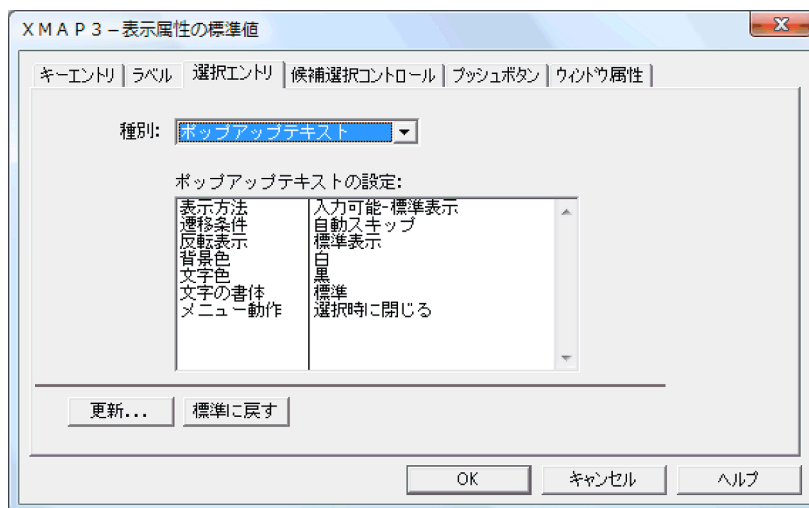 XMAP3-表示属性の標準値
キーエントリ ラベル 選択エントリ 候補選択コントロール プッシュボタン ウィンドウ属性
種別: ポップアップテキスト
ポップアップテキストの設定:
表示方法 入力可能-標準表示
遷移条件 自動スキップ
反転表示 標準表示
背景色 白
文字色 黒
文字の書体 標準
メニュー動作 選択時に閉じる
更新... 標準に戻す
OK キャンセル ヘルプ